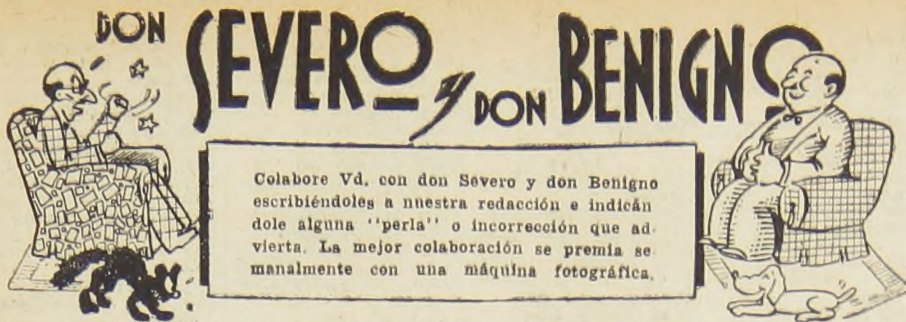 DON SEVERO y DON BENIGNO
Colabore Vd. con don Severo y don Benigno
escribiéndoles a nuestra redacción e indicán
dole alguna "perla" o incorrección que ad-
vierta. La mejor colaboración se premia se-
manalmente con una máquina fotográfica.